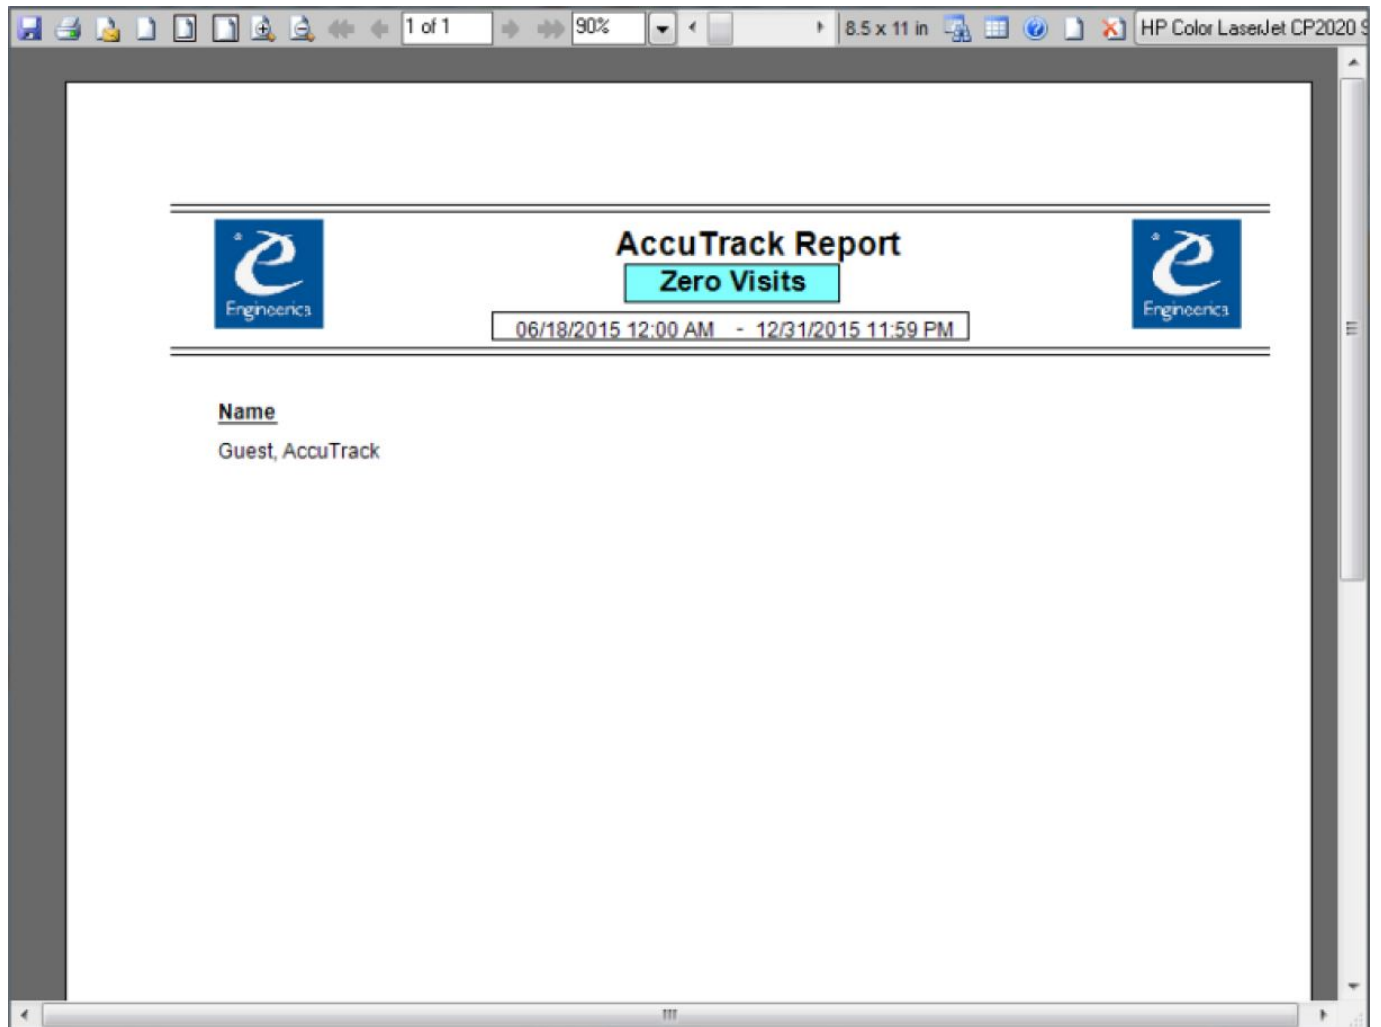 1 of 1 90% 8.5 x 11 in HP Color LaserJet CP2020 S
AccuTrack Report
Zero Visits
Engineerica
Engineerica
06/18/2015 12:00 AM - 12/31/2015 11:59 PM
Name
Guest, AccuTrack